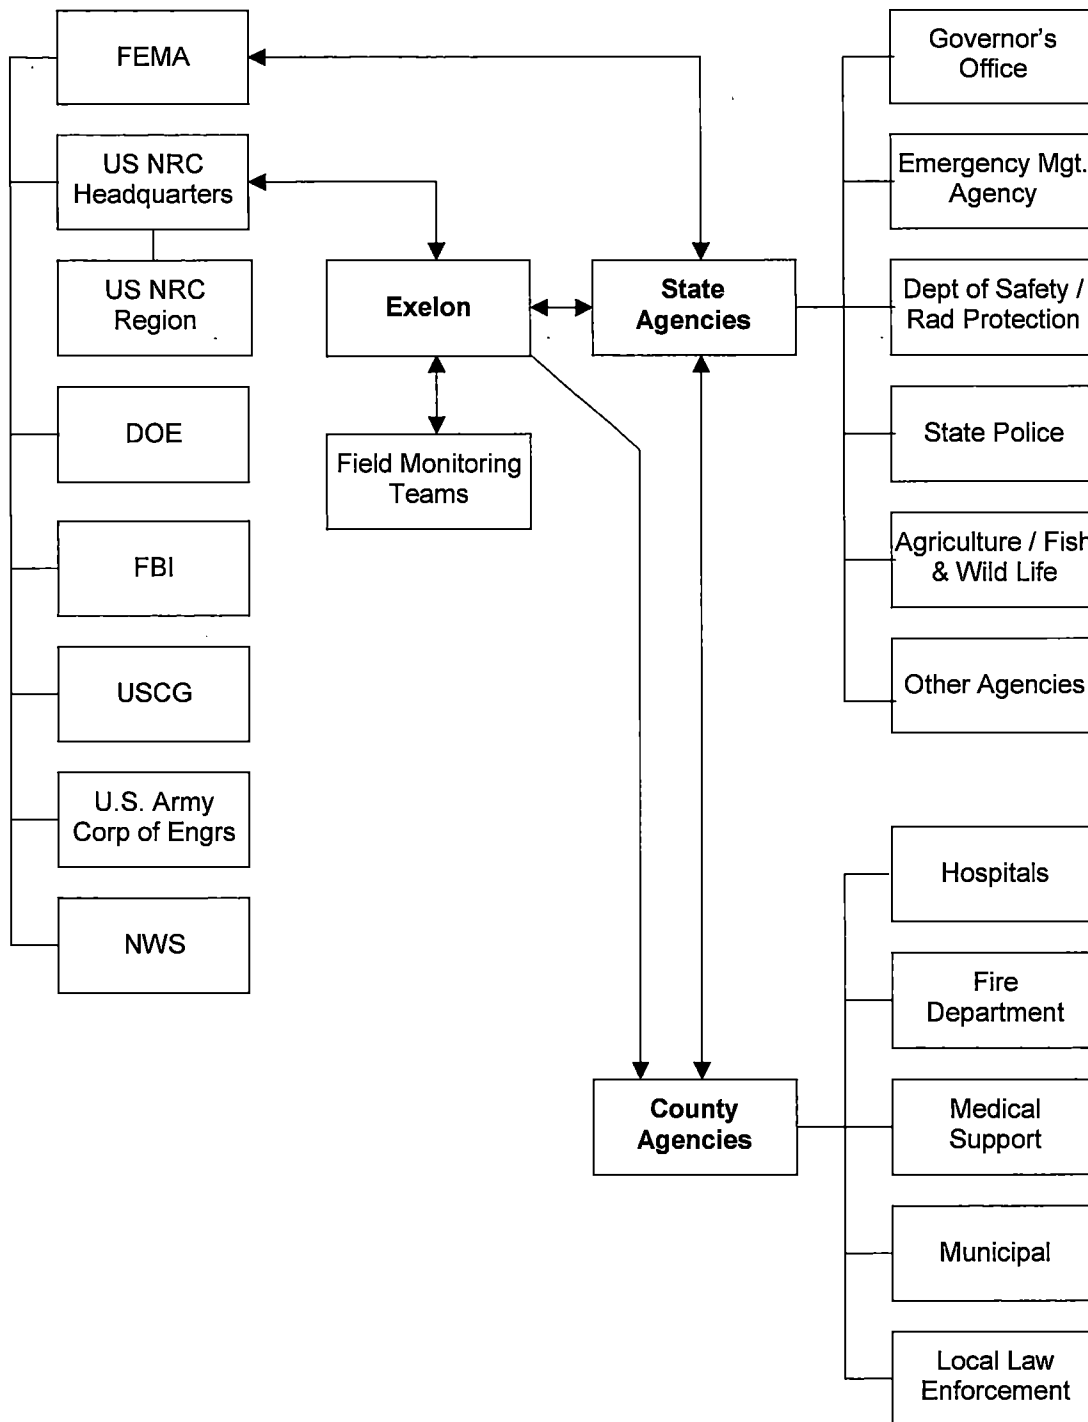 FEMA
US NRC
Headquarters
US NRC
Region
DOE
FBI
USCG
U.S. Army
Corp of Engrs
NWS
Exelon
Field Monitoring
Teams
State
Agencies
County
Agencies
Governor's
Office
Emergency Mgt.
Agency
Dept of Safety /
Rad Protection
State Police
Agriculture / Fish
& Wild Life
Other Agencies
Hospitals
Fire
Department
Medical
Support
Municipal
Local Law
Enforcement